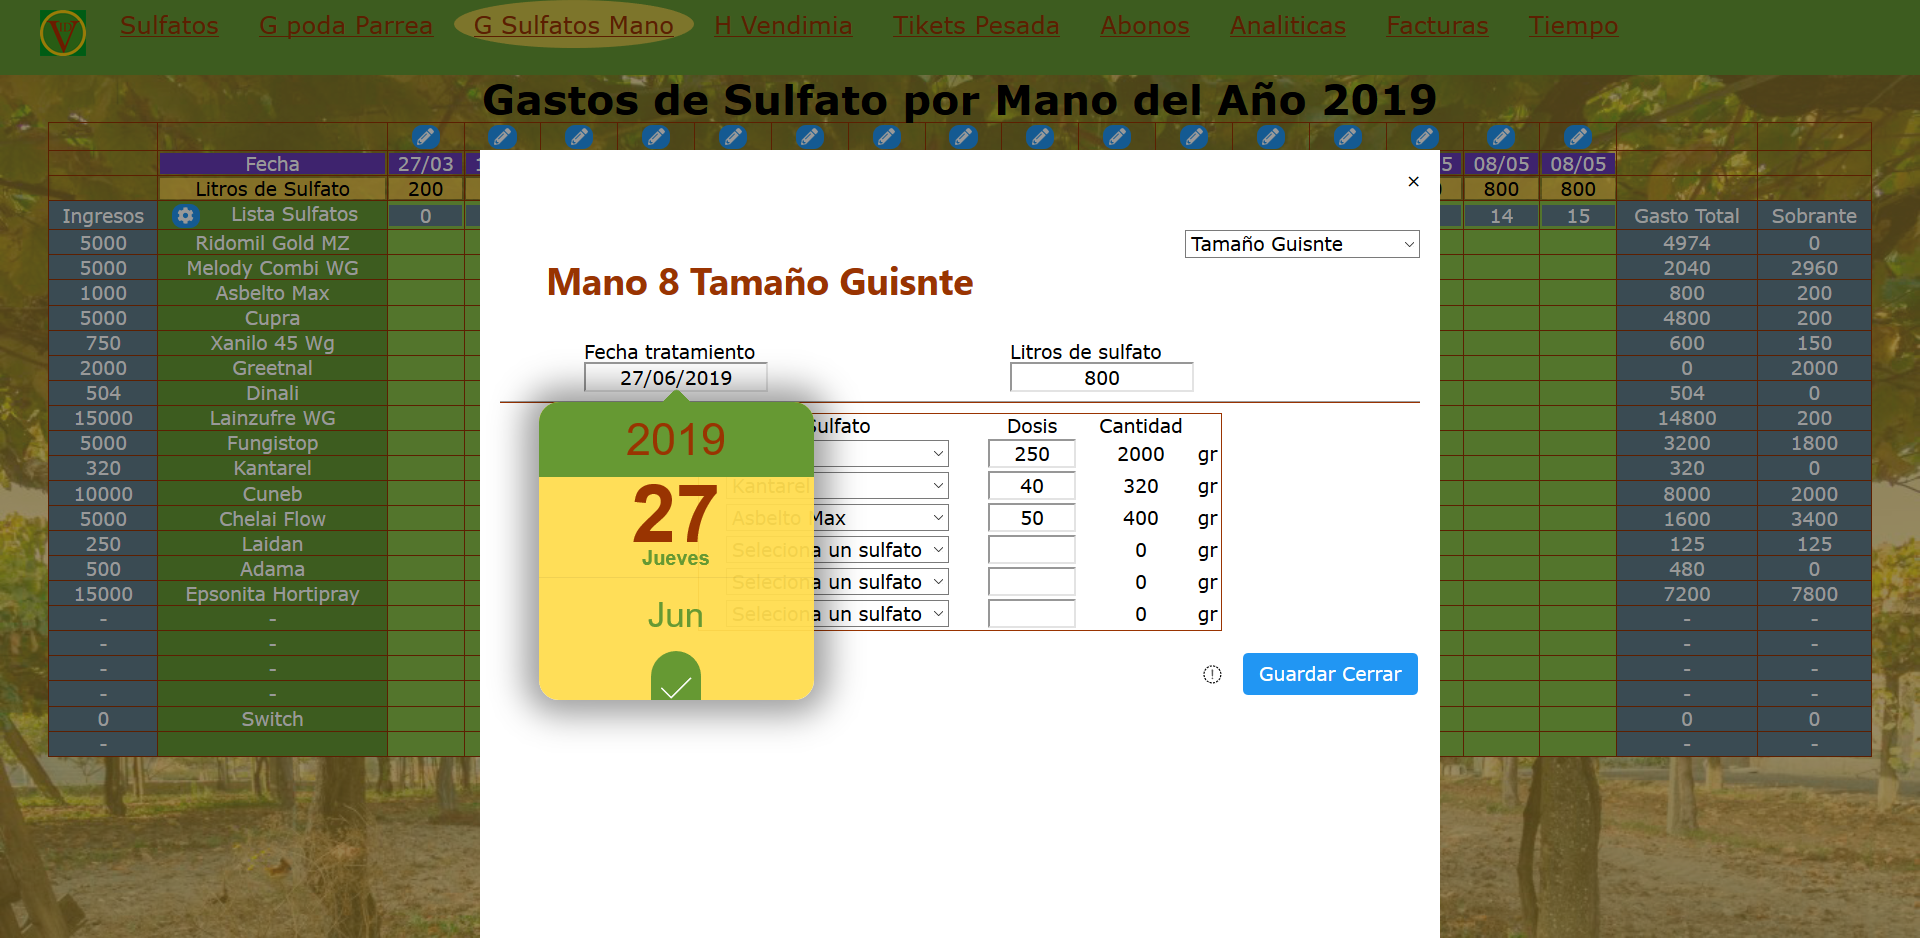 Sulfatos G poda Parrea G Sulfatos Mano H Vendimia Tikets Pesada Abonos Analiticas Facturas Tiempo
Gastos de Sulfato por Mano del Año 2019
Fecha 27/03 08/05 08/05
Litros de Sulfato 200 800 800
Ingresos Lista Sulfatos 0 14 15 Gasto Total Sobrante
5000 Ridomil Gold MZ 4974 0
5000 Melody Combi WG 2040 2960
1000 Asbelto Max 800 200
5000 Cupra 4800 200
750 Xanilo 45 Wg 600 150
2000 Greetnal 0 2000
504 Dinali 504 0
15000 Lainzufre WG 14800 200
5000 Fungistop 3200 1800
320 Kantarel 320 0
10000 Cuneb 8000 2000
5000 Chelai Flow 1600 3400
250 Laidan 125 125
500 Adama 480 0
15000 Epsonita Hortipray 7200 7800
- - - -
- - - -
- - - -
- - - -
0 Switch 0 0
- - -
×
Tamaño Guisnte
Mano 8 Tamaño Guisnte
Fecha tratamiento Litros de sulfato
27/06/2019 800
Sulfato Dosis Cantidad
250 2000 gr
Kantarel 40 320 gr
Asbelto Max 50 400 gr
Seleciona un sulfato 0 gr
Seleciona un sulfato 0 gr
Seleciona un sulfato 0 gr
2019
27
Jueves
Jun
Guardar Cerrar